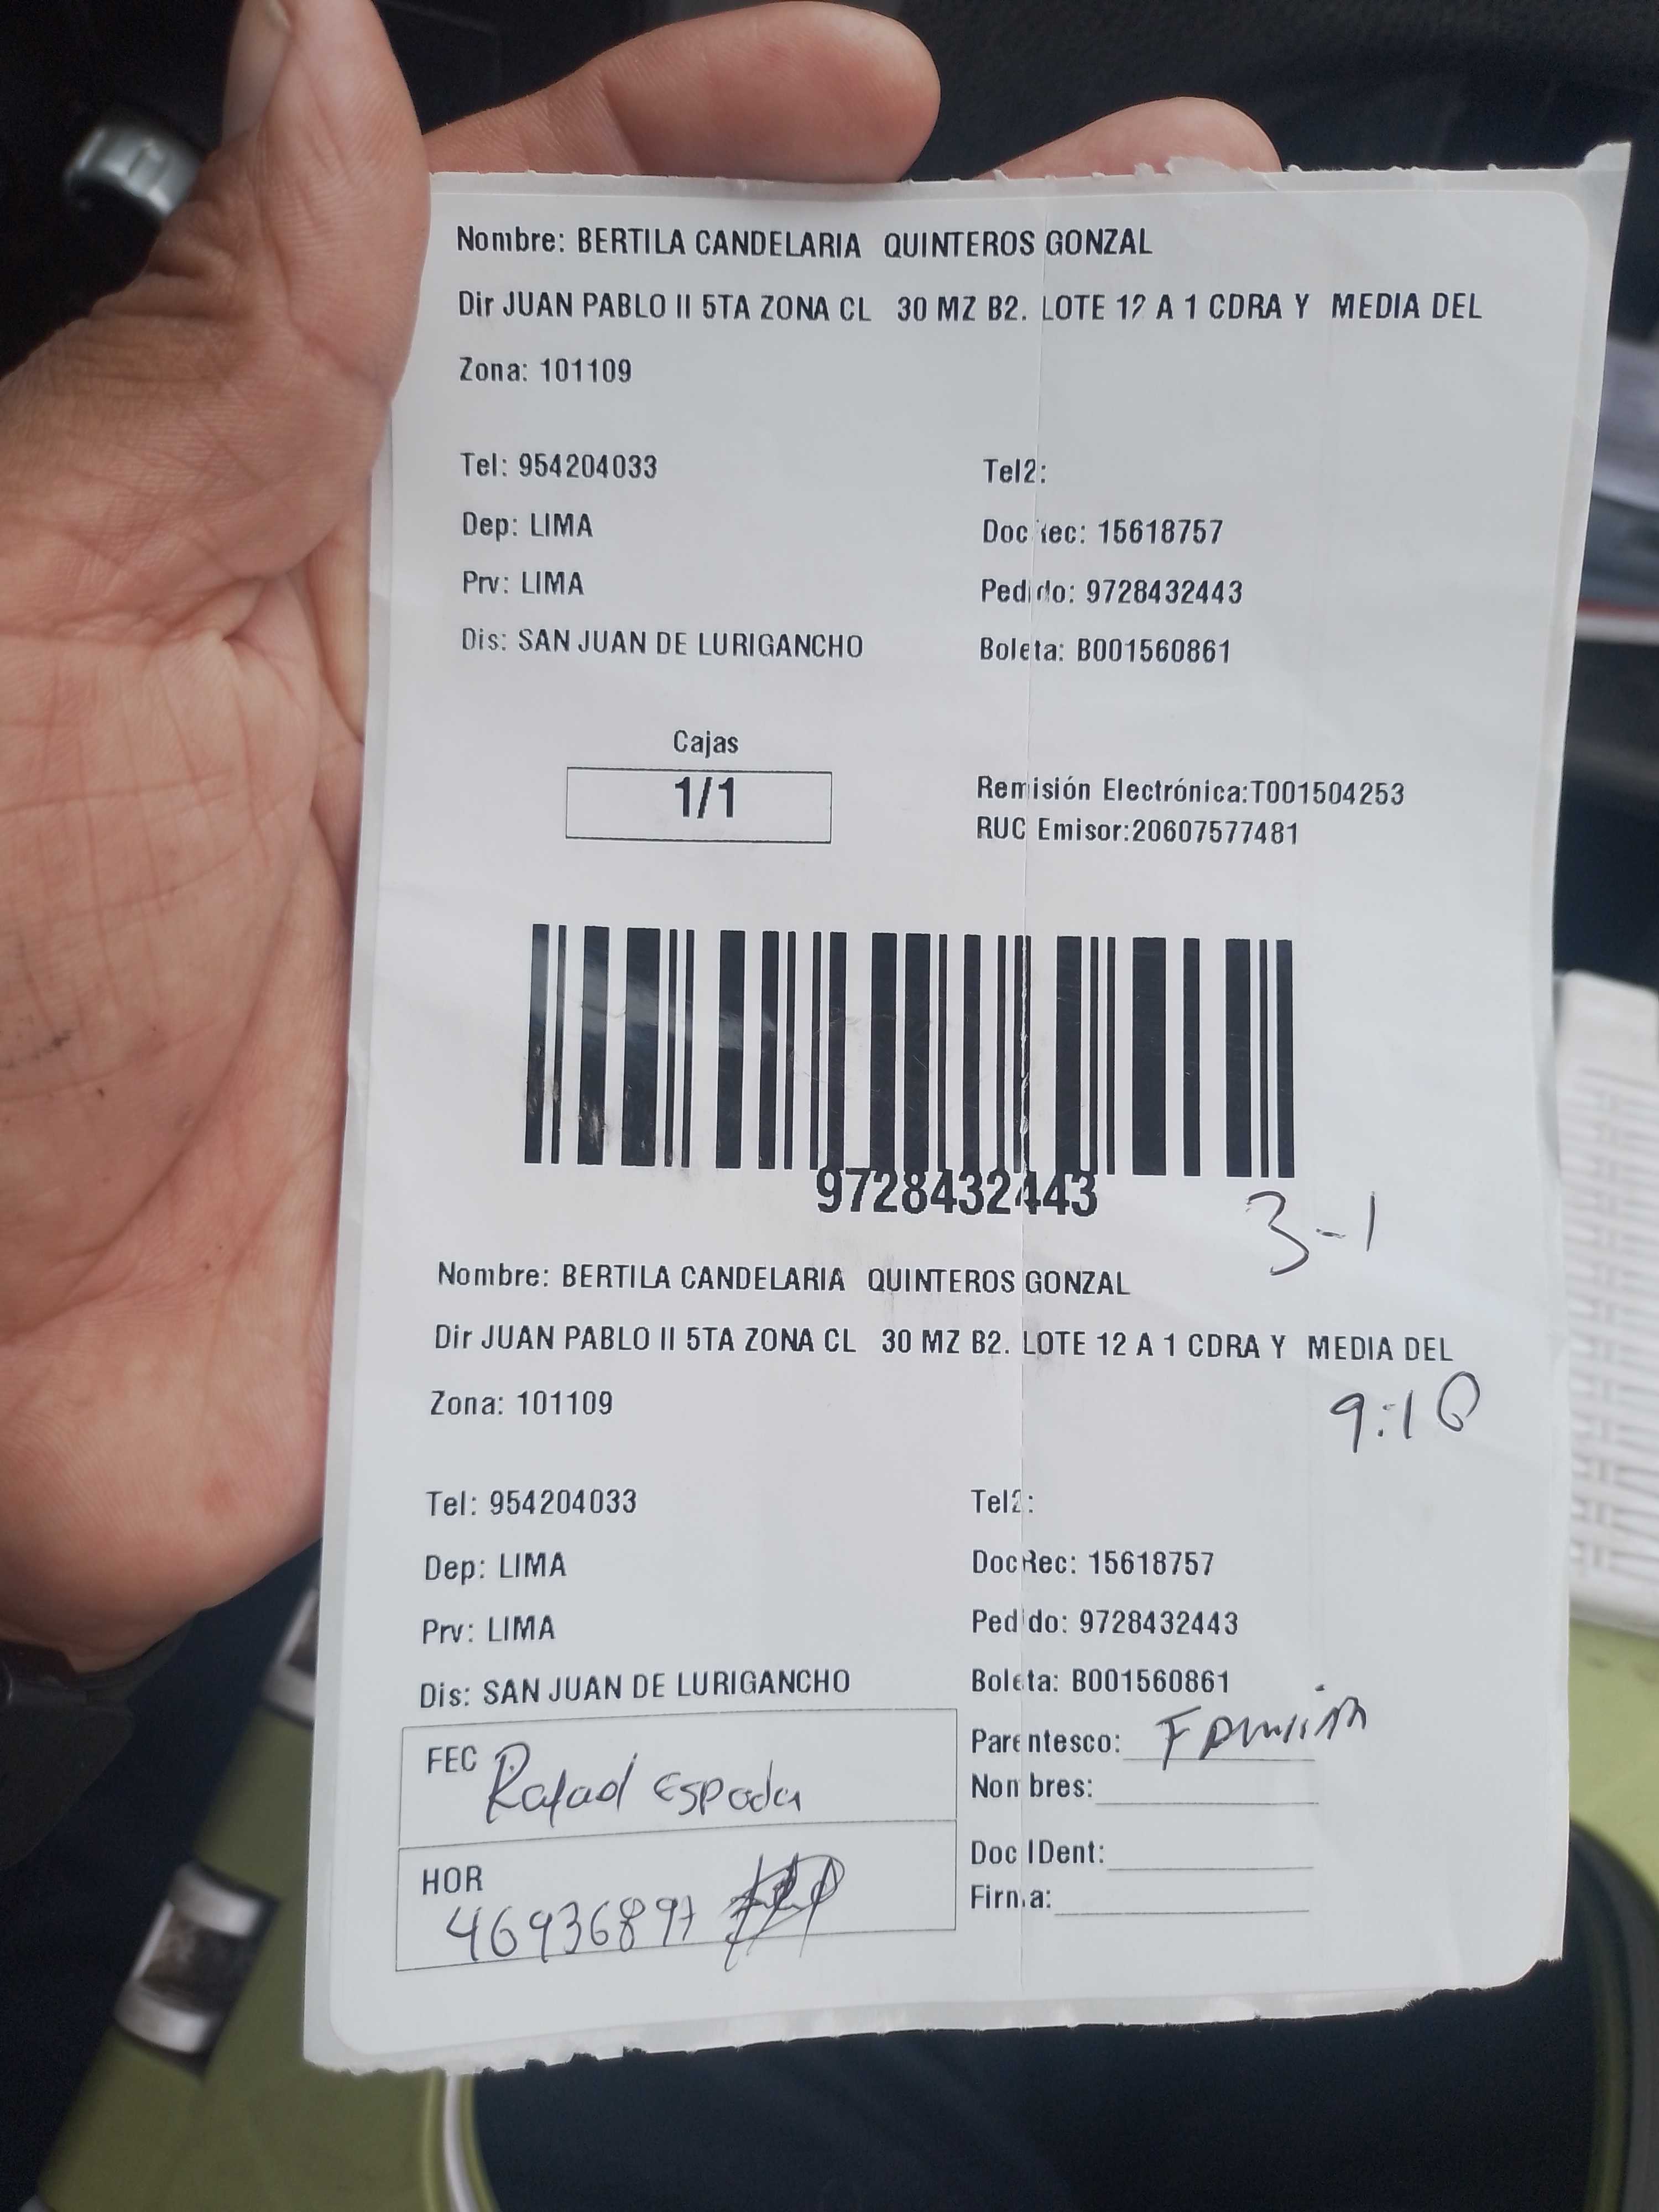 Nombre: BERTILA CANDELARIA QUINTEROS GONZAL
Dir JUAN PABLO II 5TA ZONA CL 30 MZ B2. LOTE 12 A 1 CDRA Y MEDIA DEL
Zona: 101109
Tel: 954204033 Tel2:
Dep: LIMA Doc Rec: 15618757
Prv: LIMA Pedido: 9728432443
Dis: SAN JUAN DE LURIGANCHO Boleta: B001560861
Cajas
1/1
Remisión Electrónica:T001504253
RUC Emisor:20607577481
9728432443
3-1
Nombre: BERTILA CANDELARIA QUINTEROS GONZAL
Dir JUAN PABLO II 5TA ZONA CL 30 MZ B2. LOTE 12 A 1 CDRA Y MEDIA DEL
Zona: 101109
9:10
Tel: 954204033 Tel2:
Dep: LIMA Doc Rec: 15618757
Prv: LIMA Pedido: 9728432443
Dis: SAN JUAN DE LURIGANCHO Boleta: B001560861
FEC Rafael Espada
Parentesco:
Nombres:
HOR
46936897
Doc IDent:
Firma: